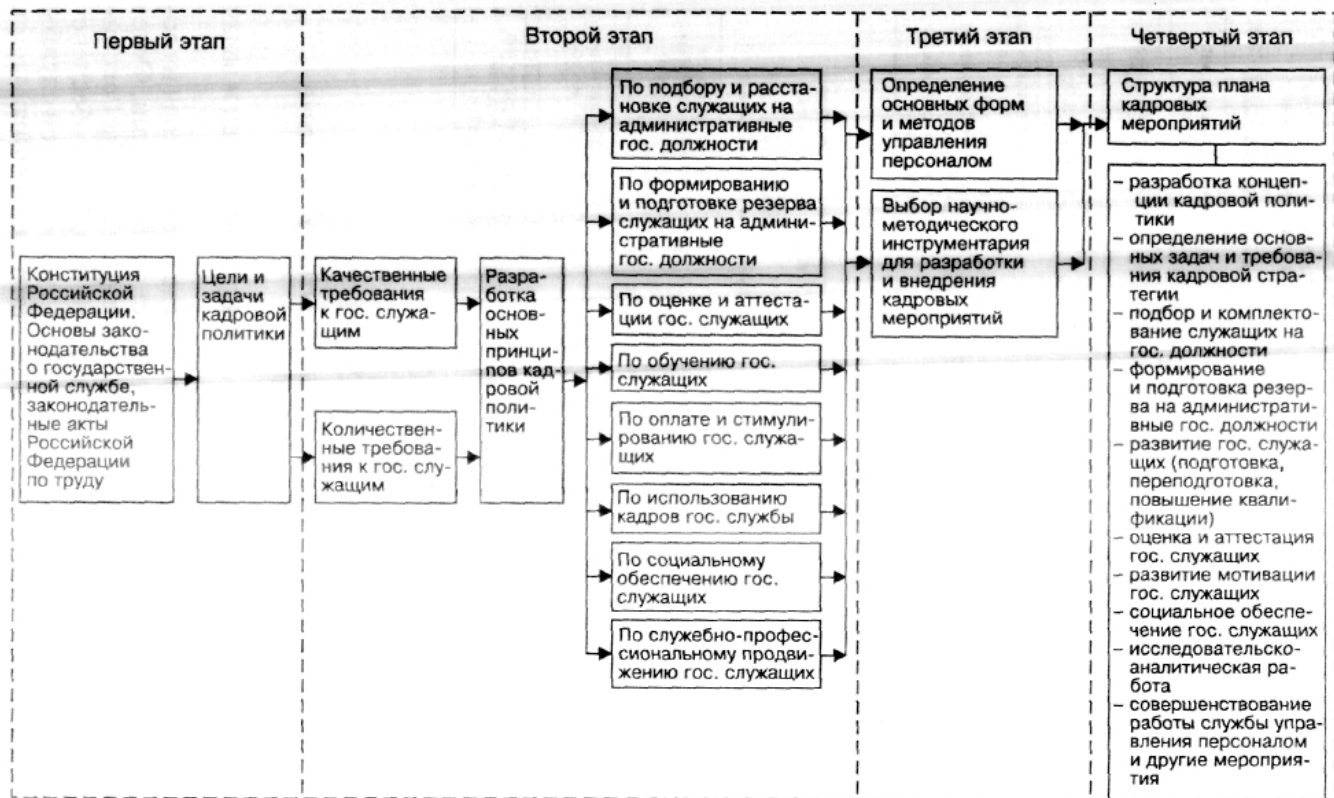 Первый этап
Второй этап
Третий этап
Четвертый этап
Конституция
Российской
Федерации.
Основы зако-
нодательства
о государствен-
ной службе,
законодатель-
ные акты
Российской
Федерации
по труду
Цели и
задачи
кадровой
политики
Качественные
требования
к гос. служа-
щим
Количествен-
ные требова-
ния к гос. слу-
жащим
Разра-
ботка
основ-
ных
принци-
пов кад-
ровой
поли-
тики
По подбору и расста-
новке служащих на
административные
гос. должности
По формированию
и подготовке резерва
служащих на админи-
стративные
гос. должности
По оценке и аттеста-
ции гос. служащих
По обучению гос.
служащих
По оплате и стимули-
рованию гос. служа-
щих
По использованию
кадров гос. службы
По социальному
обеспечению гос.
служащих
По служебно-профес-
сиональному продви-
жению гос. служащих
Определение
основных форм
и методов
управления
персоналом
Выбор научно-
методического
инструментария
для разработки
и внедрения
кадровых
мероприятий
Структура плана
кадровых
мероприятий
– разработка концеп-
ции кадровой поли-
тики
– определение основ-
ных задач и требова-
ния кадровой стра-
тегии
– подбор и комплекто-
вание служащих на
гос. должности
– формирование
и подготовка резер-
ва на администрати-
вные гос. должности
– развитие гос. служа-
щих (подготовка,
переподготовка,
повышение квали-
фикации)
– оценка и аттестация
гос. служащих
– развитие мотивации
гос. служащих
– социальное обеспе-
чение гос. служащих
– исследовательско-
аналитическая ра-
бота
– совершенствование
работы службы упра-
вления персоналом
и другие мероприя-
тия